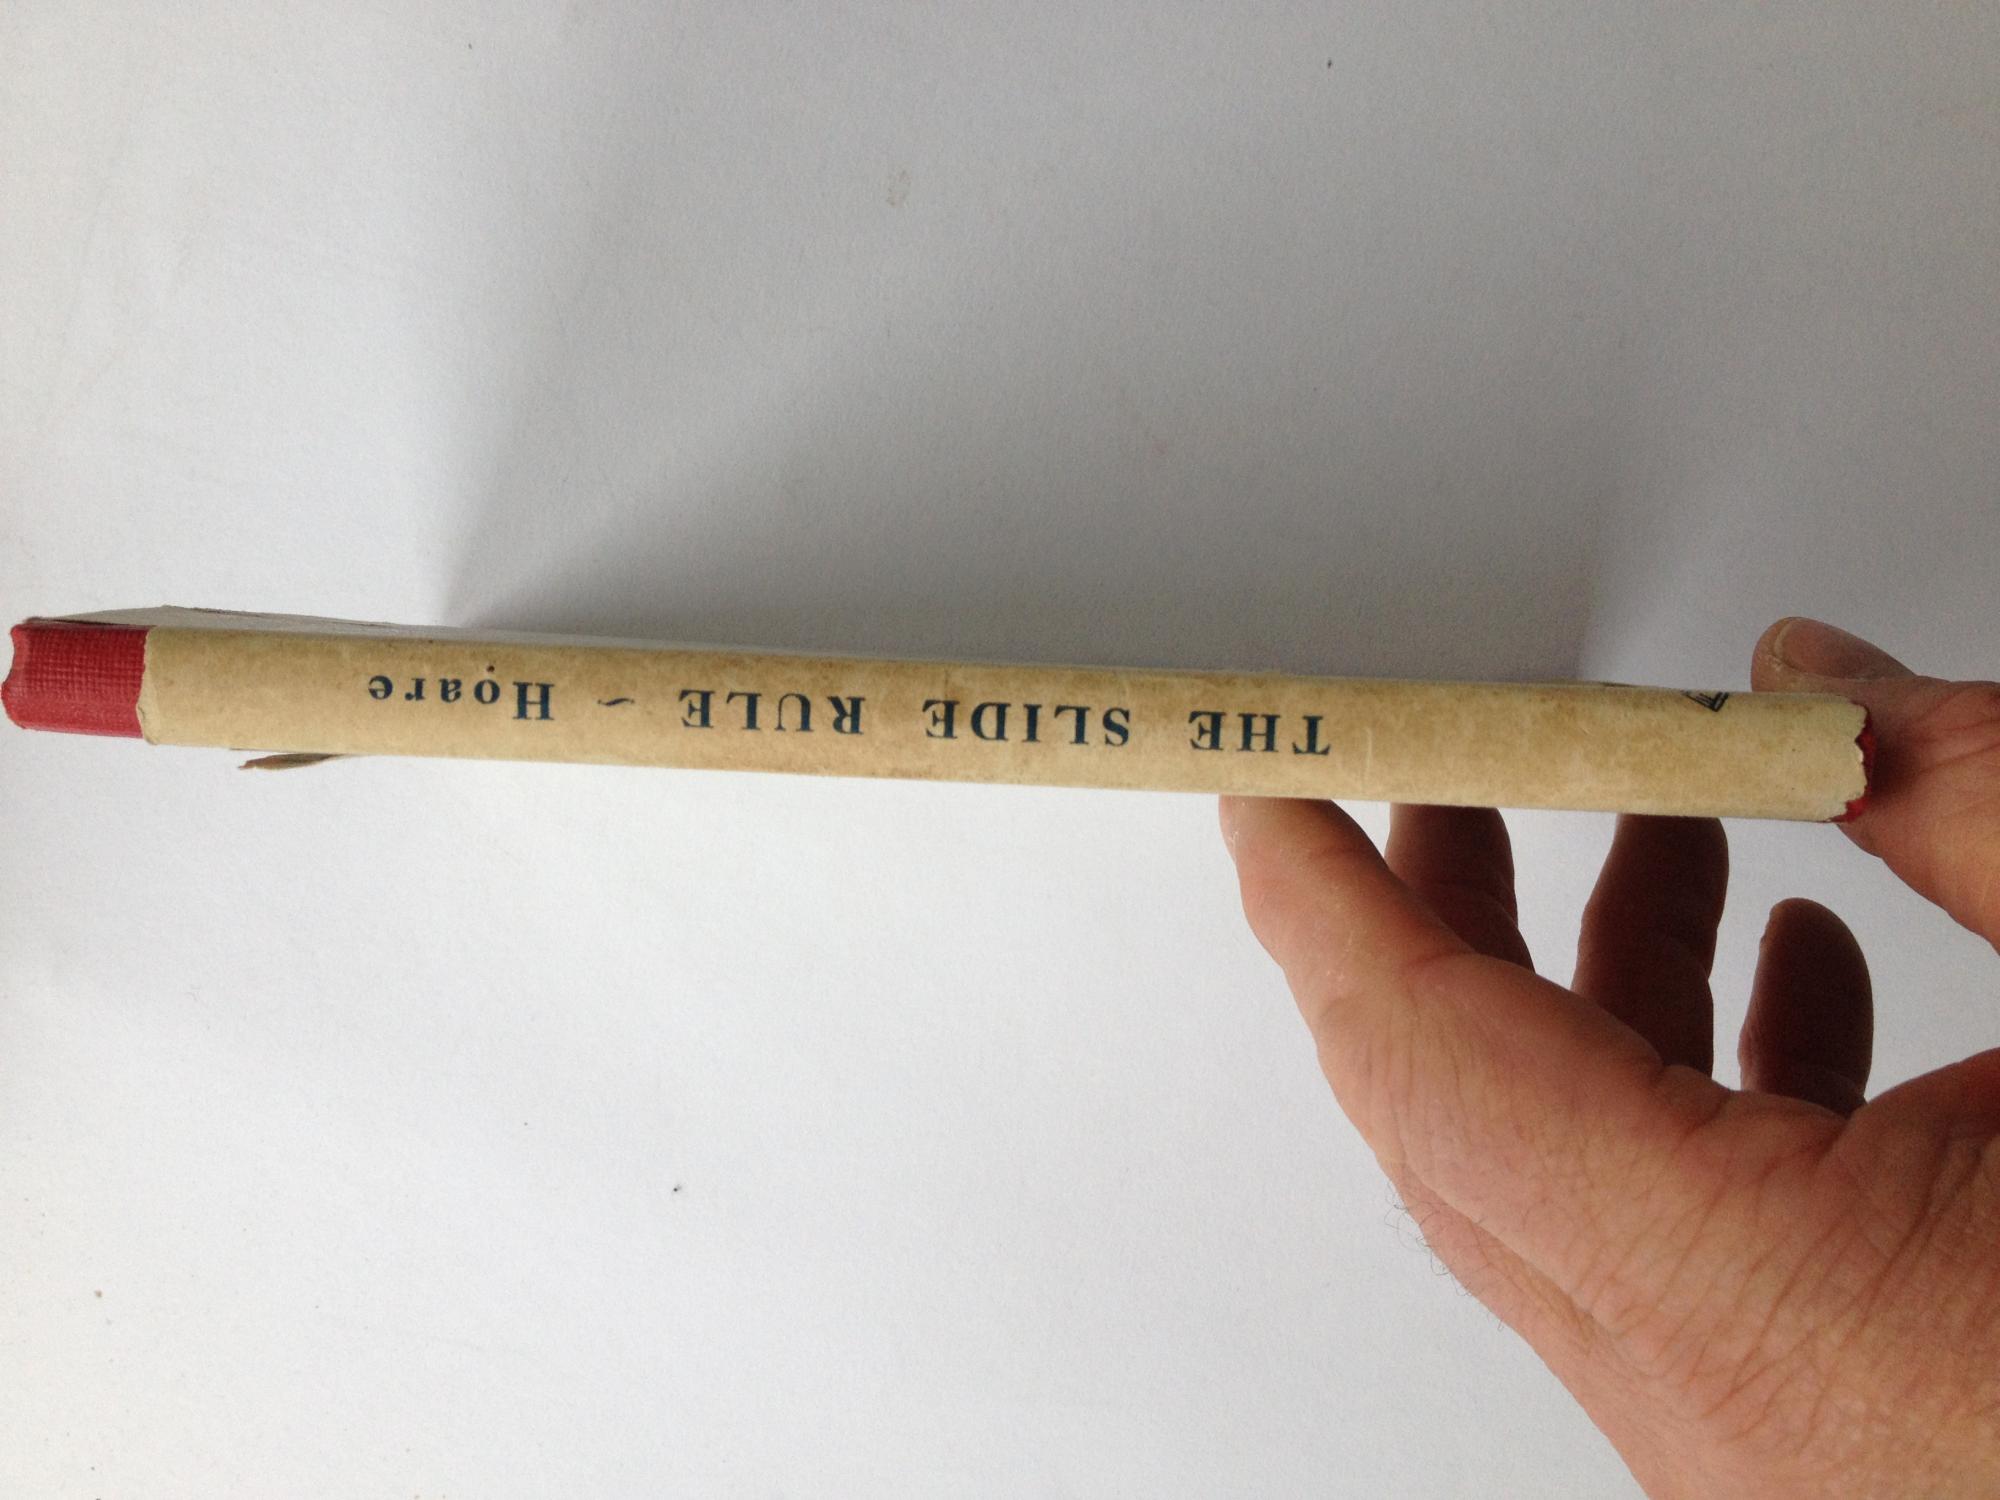 THE SLIDE RULE ~ Hoare